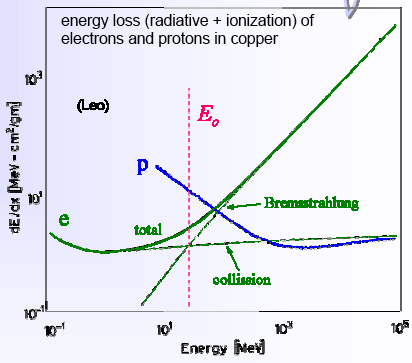 energy loss (radiative + ionization) of
electrons and protons in copper
10³
(Leo)
E₀
p
10¹
Bremsstrahlung
e
total
collission
10⁻¹
10⁻¹ 10¹ 10³ 10⁵
Energy [MeV]
dE/dx [MeV - cm²/gm]